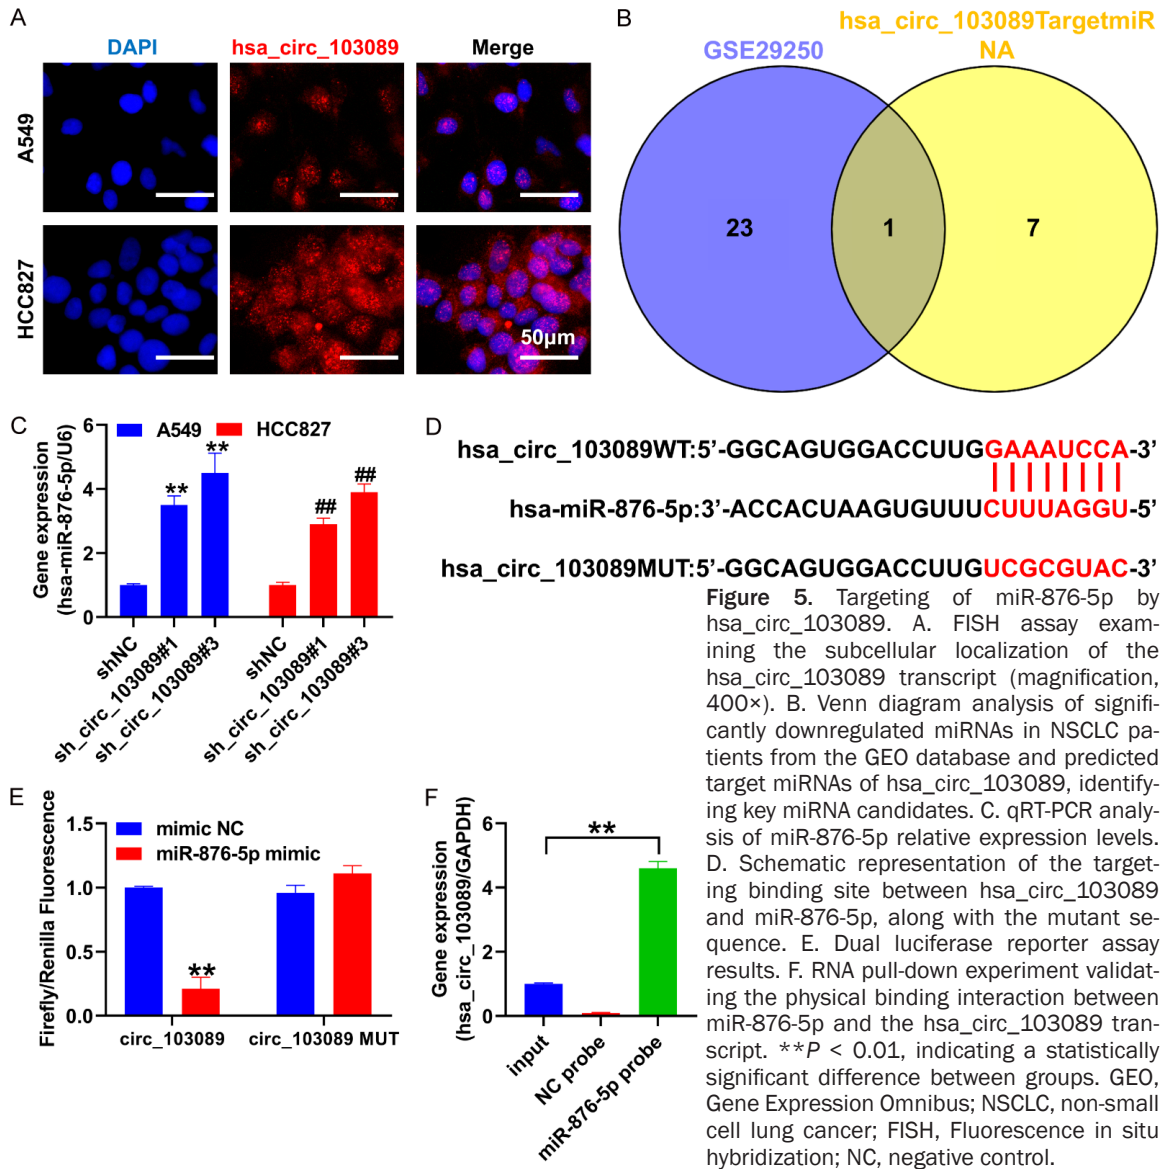 A
DAPI
hsa_circ_103089
Merge
A549
HCC827
50μm
B
GSE29250
hsa_circ_103089TargetmiR
NA
23
1
7
C
Gene expression
(hsa-miR-876-5p/U6)
A549
HCC827
6
4
2
0
**
**
##
##
shNC
sh_circ_103089#1
sh_circ_103089#3
shNC
sh_circ_103089#1
sh_circ_103089#3
D
hsa_circ_103089WT:5’-GGCAGUGGACCUUGGAAAUCCA-3’
hsa-miR-876-5p:3’-ACCACUAAGUGUUUCUUUAGGU-5’
hsa_circ_103089MUT:5’-GGCAGUGGACCUUGUCGCGUAC-3’
E
Firefly/Renilla Fluorescence
mimic NC
miR-876-5p mimic
1.5
1.0
0.5
0.0
**
circ_103089
circ_103089 MUT
F
Gene expression
(hsa_circ_103089/GAPDH)
6
4
2
0
**
input
NC probe
miR-876-5p probe
Figure 5. Targeting of miR-876-5p by
hsa_circ_103089. A. FISH assay exam-
ining the subcellular localization of the
hsa_circ_103089 transcript (magnification,
400×). B. Venn diagram analysis of signifi-
cantly downregulated miRNAs in NSCLC pa-
tients from the GEO database and predicted
target miRNAs of hsa_circ_103089, identify-
ing key miRNA candidates. C. qRT-PCR analy-
sis of miR-876-5p relative expression levels.
D. Schematic representation of the target-
ing binding site between hsa_circ_103089
and miR-876-5p, along with the mutant se-
quence. E. Dual luciferase reporter assay
results. F. RNA pull-down experiment validat-
ing the physical binding interaction between
miR-876-5p and the hsa_circ_103089 tran-
script. **P < 0.01, indicating a statistically
significant difference between groups. GEO,
Gene Expression Omnibus; NSCLC, non-small
cell lung cancer; FISH, Fluorescence in situ
hybridization; NC, negative control.